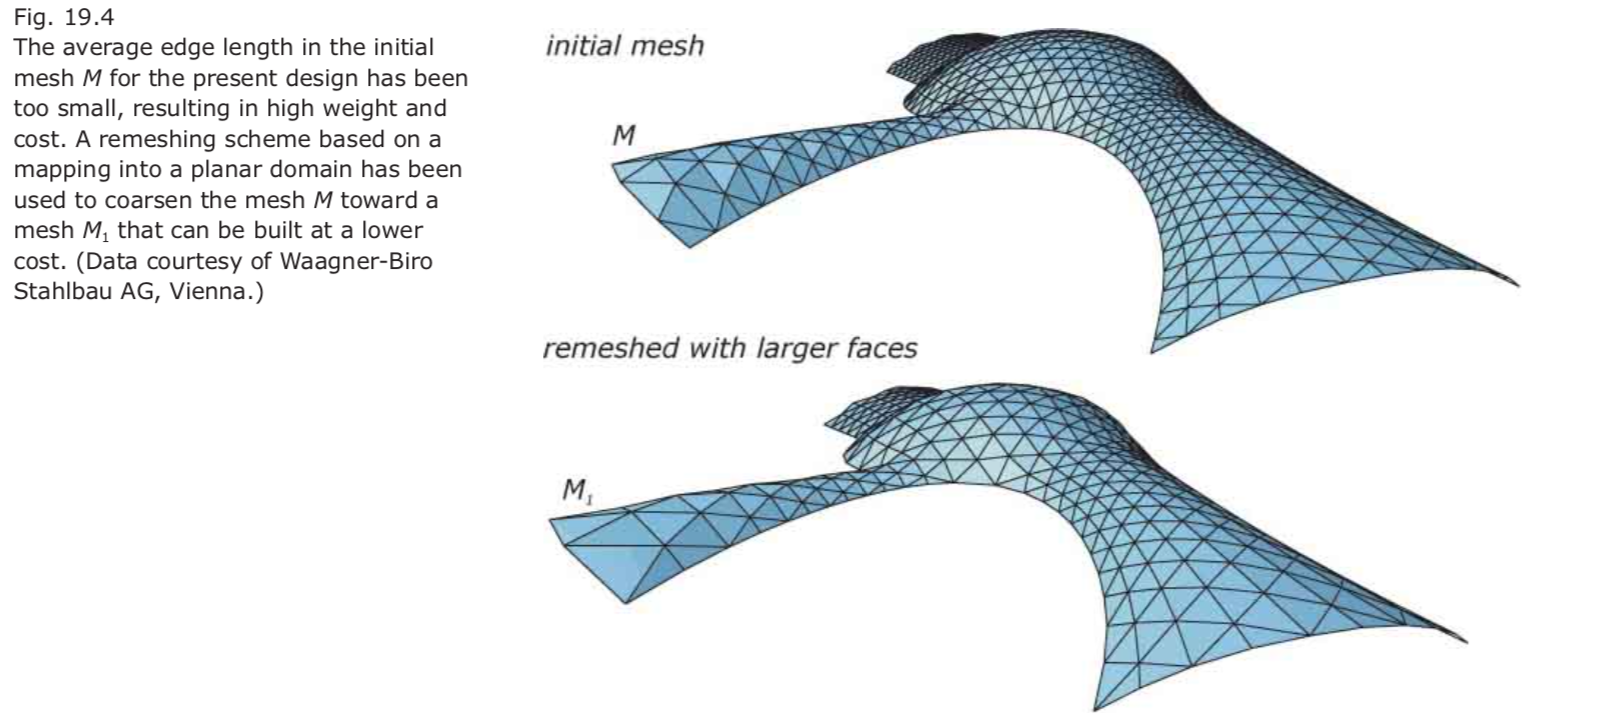 Fig. 19.4
The average edge length in the initial
mesh M for the present design has been
too small, resulting in high weight and
cost. A remeshing scheme based on a
mapping into a planar domain has been
used to coarsen the mesh M toward a
mesh M₁ that can be built at a lower
cost. (Data courtesy of Waagner-Biro
Stahlbau AG, Vienna.)
initial mesh
M
remeshed with larger faces
M₁